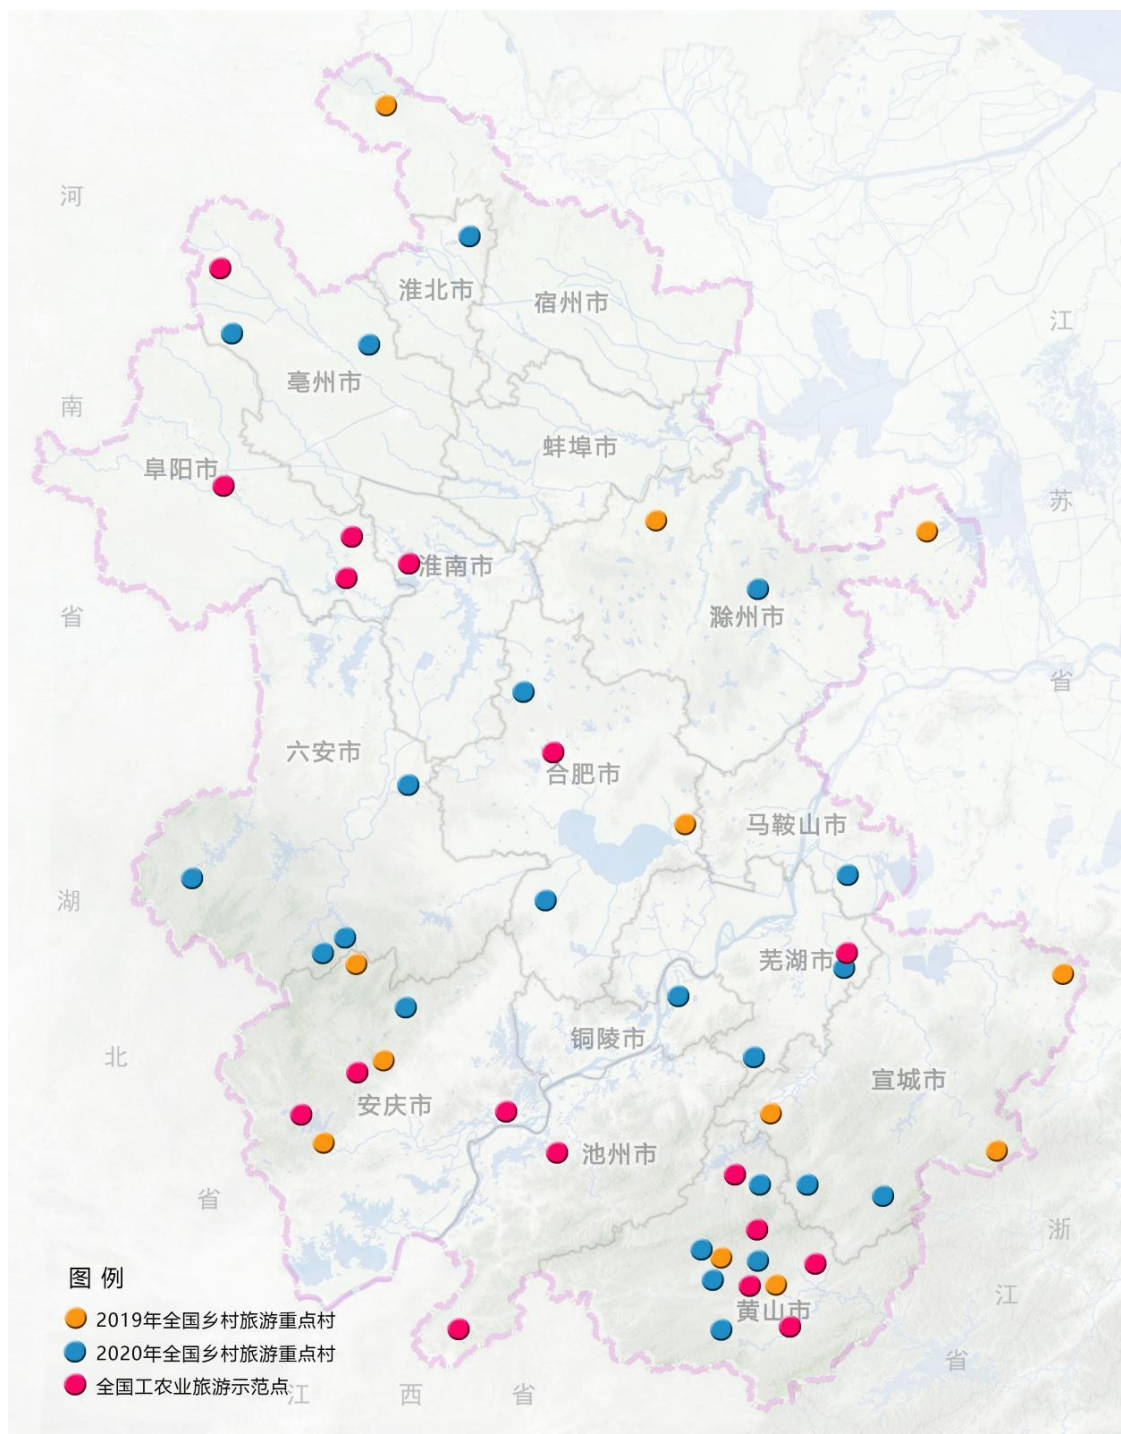 河
淮北市
宿州市
江
亳州市
南
蚌埠市
阜阳市
苏
淮南市
省
滁州市
省
六安市
合肥市
马鞍山市
湖
芜湖市
铜陵市
北
宣城市
安庆市
池州市
省
浙
图 例
江
黄山市
2019年全国乡村旅游重点村
2020年全国乡村旅游重点村
省
全国工农业旅游示范点
江 西 省